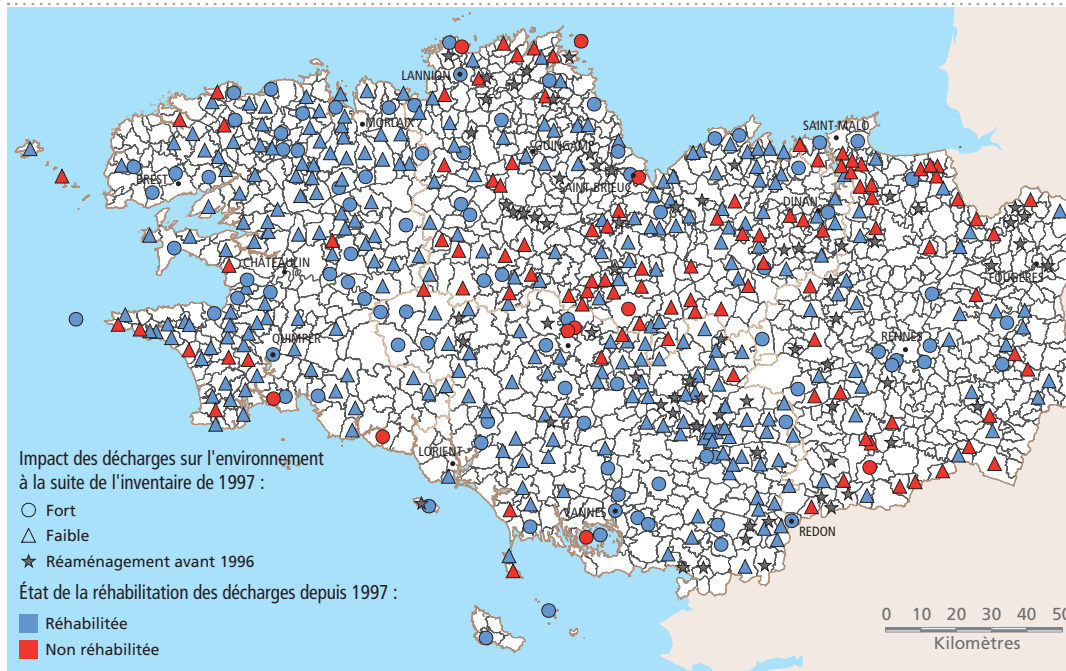 LANNION
MORLAIX
SAINT-MALO
GUINGAMP
BREST
SAINT-BRIEUC
DINAN
CHÂTEAULIN
FOUGÈRES
QUIMPER
RENNES
Impact des décharges sur l'environnement
à la suite de l'inventaire de 1997 :
LORIENT
Fort
VANNES
Faible
REDON
Réaménagement avant 1996
État de la réhabilitation des décharges depuis 1997 :
Réhabilitée
0 10 20 30 40 50
Non réhabilitée
Kilomètres